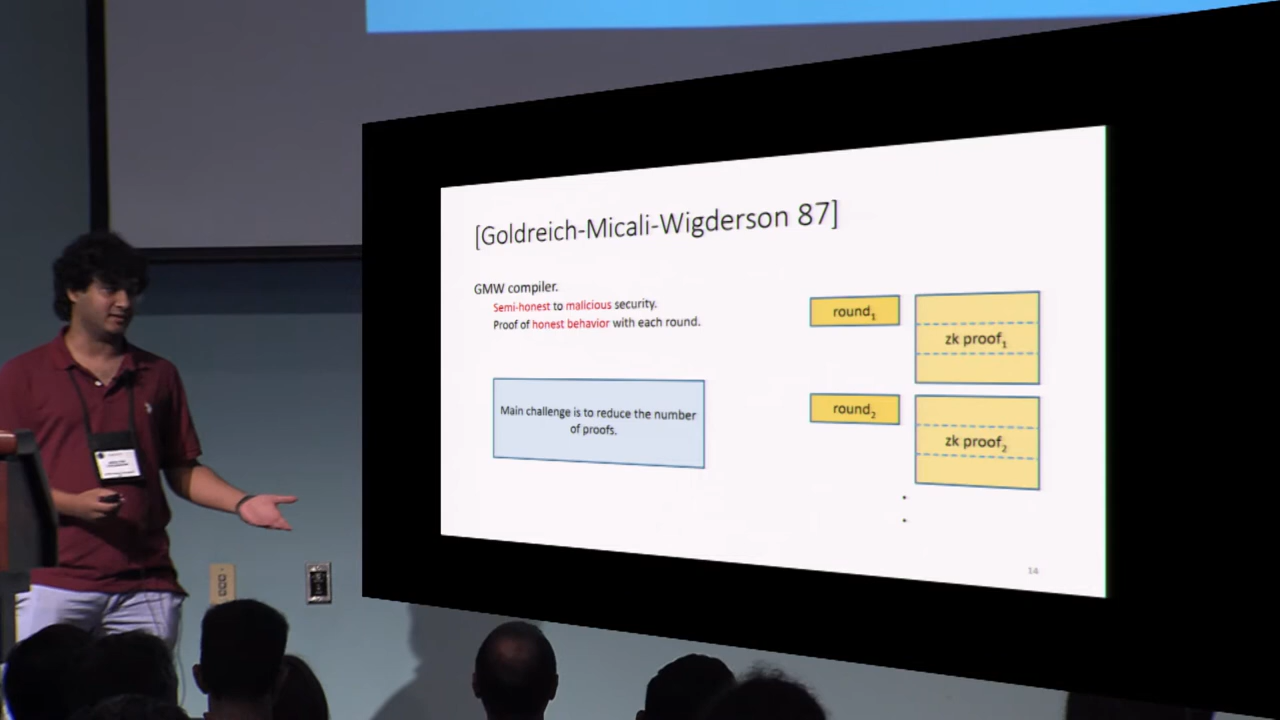 [Goldreich-Micali-Wigderson 87]
GMW compiler.
Semi-honest to malicious security.
Proof of honest behavior with each round.
Main challenge is to reduce the number
of proofs.
round1
zk proof1
round2
zk proof2
.
.
14